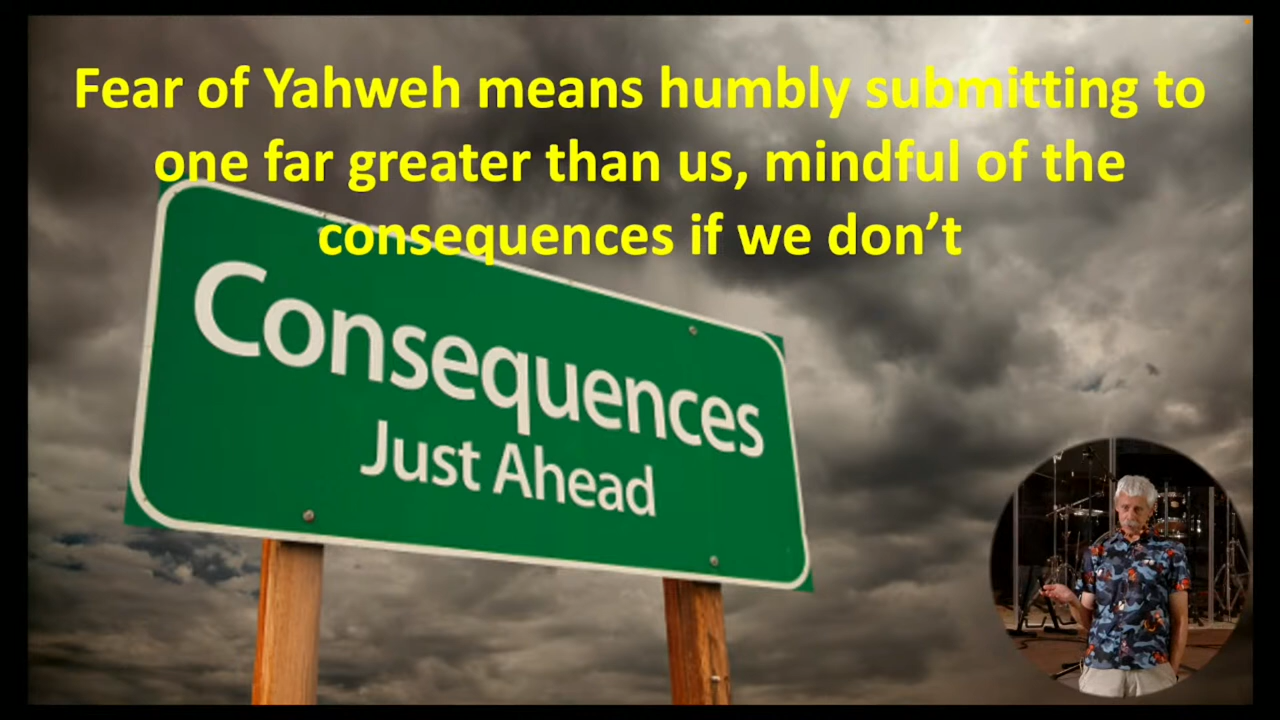 Fear of Yahweh means humbly submitting to
one far greater than us, mindful of the
consequences if we don’t
Consequences
Just Ahead